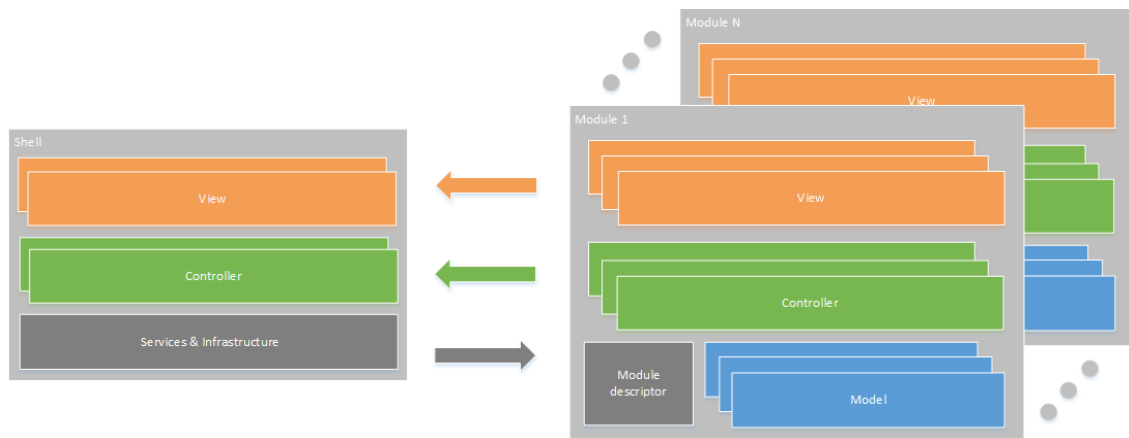 Shell
View
Controller
Services & Infrastructure
Module N
View
Module 1
View
Controller
Module
descriptor
Model